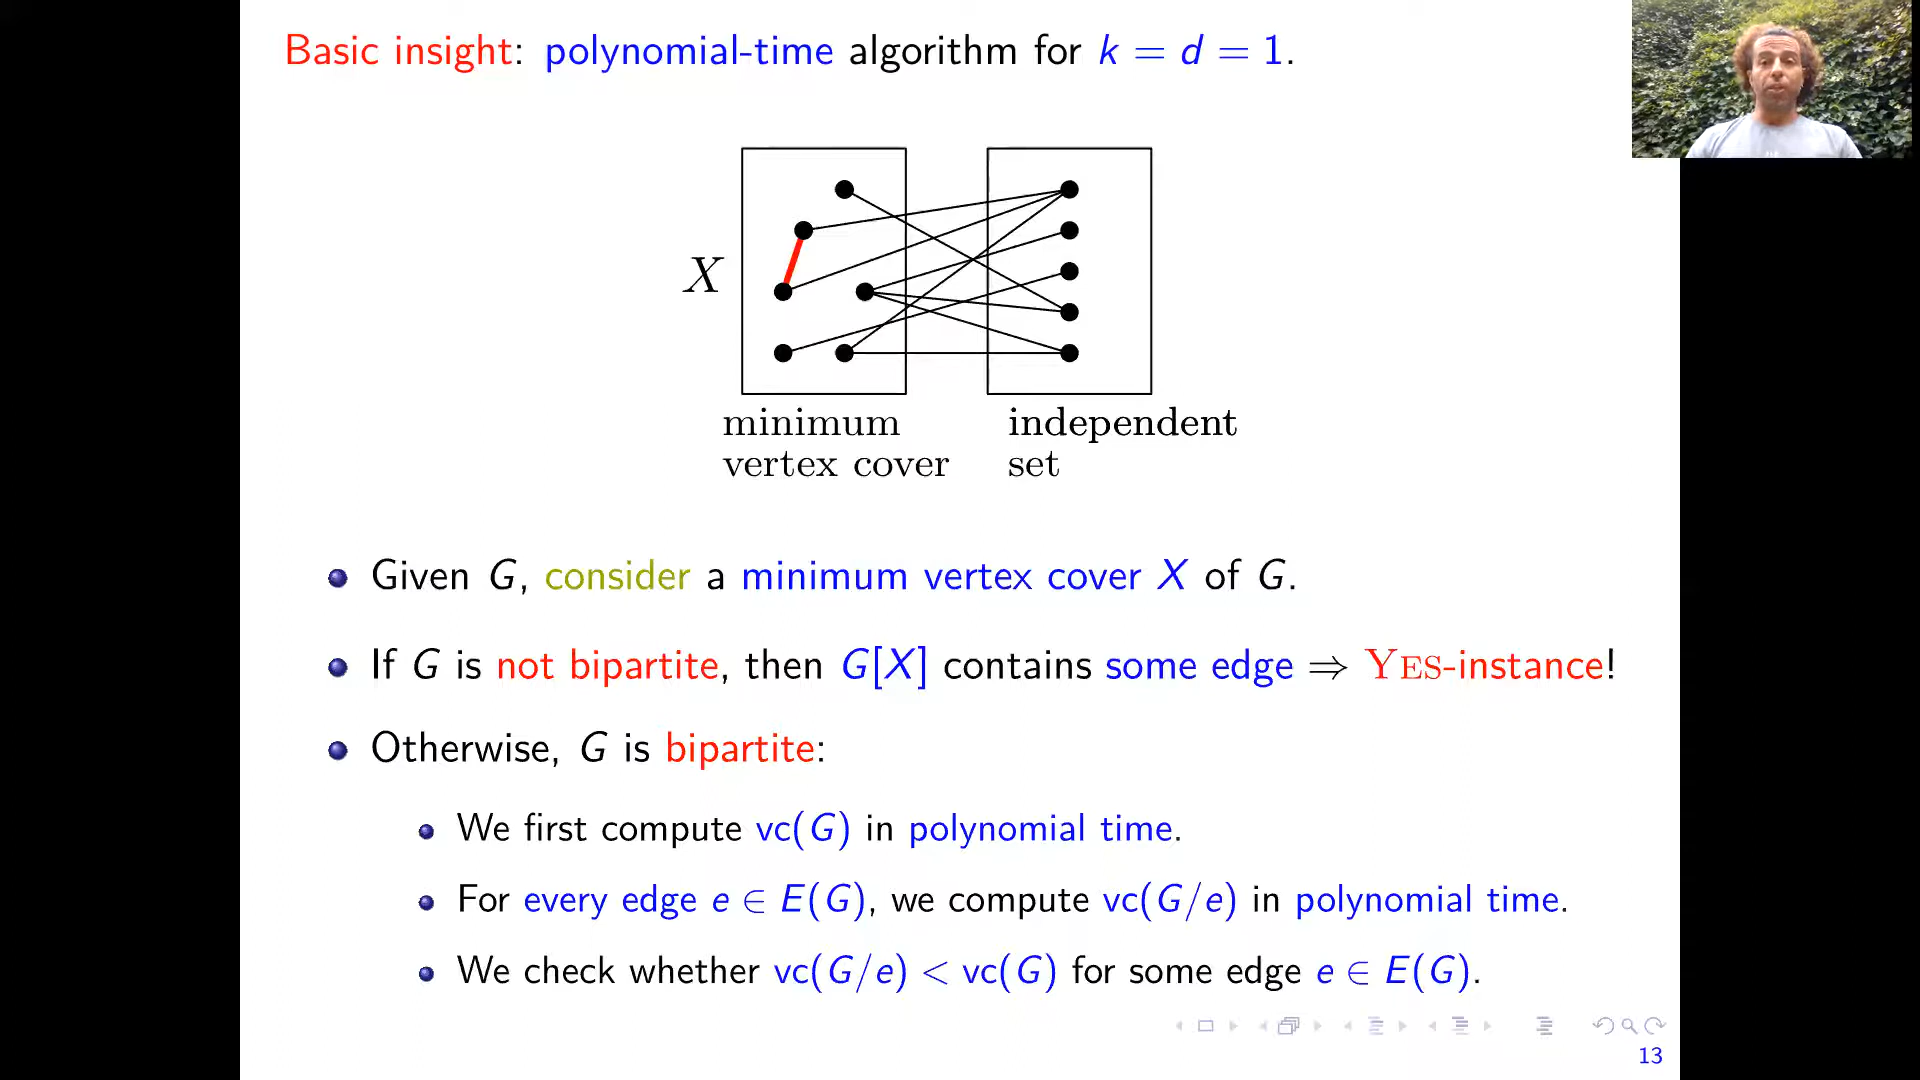 Basic insight: polynomial-time algorithm for k = d = 1.
X
minimum
vertex cover
independent
set
Given G, consider a minimum vertex cover X of G.
If G is not bipartite, then G[X] contains some edge ⇒ YES-instance!
Otherwise, G is bipartite:
We first compute vc(G) in polynomial time.
For every edge e ∈ E(G), we compute vc(G/e) in polynomial time.
We check whether vc(G/e) < vc(G) for some edge e ∈ E(G).
13